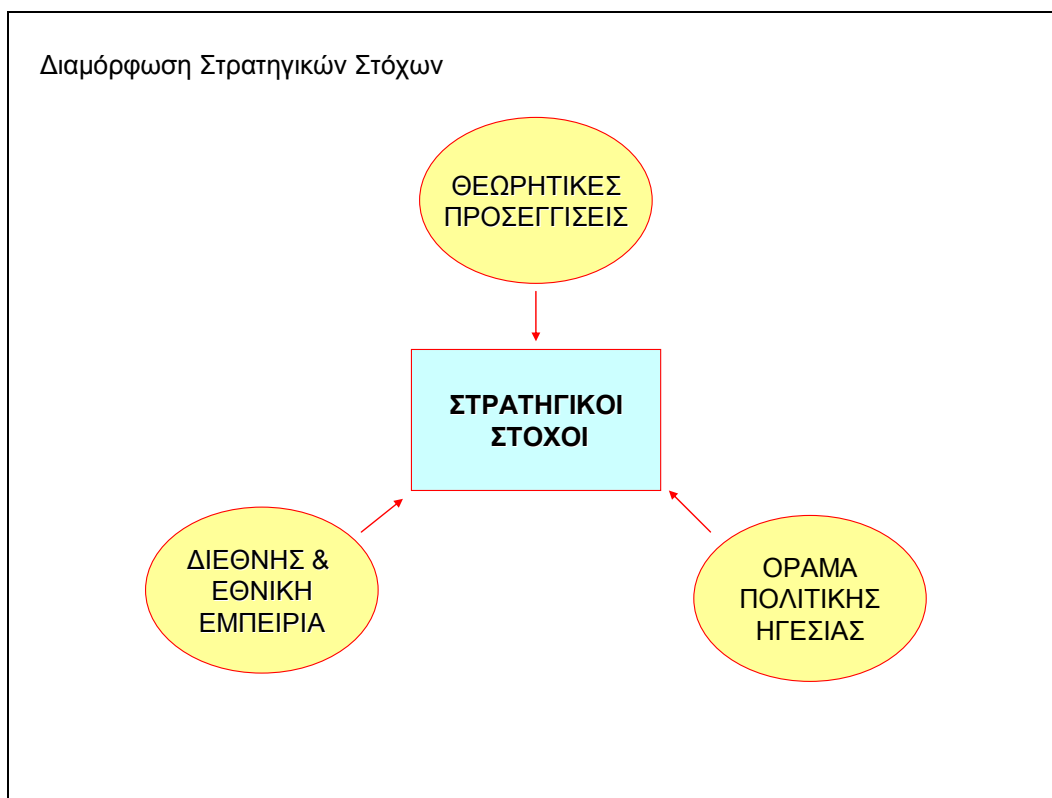 Διαμόρφωση Στρατηγικών Στόχων
ΘΕΩΡΗΤΙΚΕΣ
ΠΡΟΣΕΓΓΙΣΕΙΣ
ΣΤΡΑΤΗΓΙΚΟΙ
ΣΤΟΧΟΙ
ΔΙΕΘΝΗΣ &
ΕΘΝΙΚΗ
ΕΜΠΕΙΡΙΑ
ΟΡΑΜΑ
ΠΟΛΙΤΙΚΗΣ
ΗΓΕΣΙΑΣ